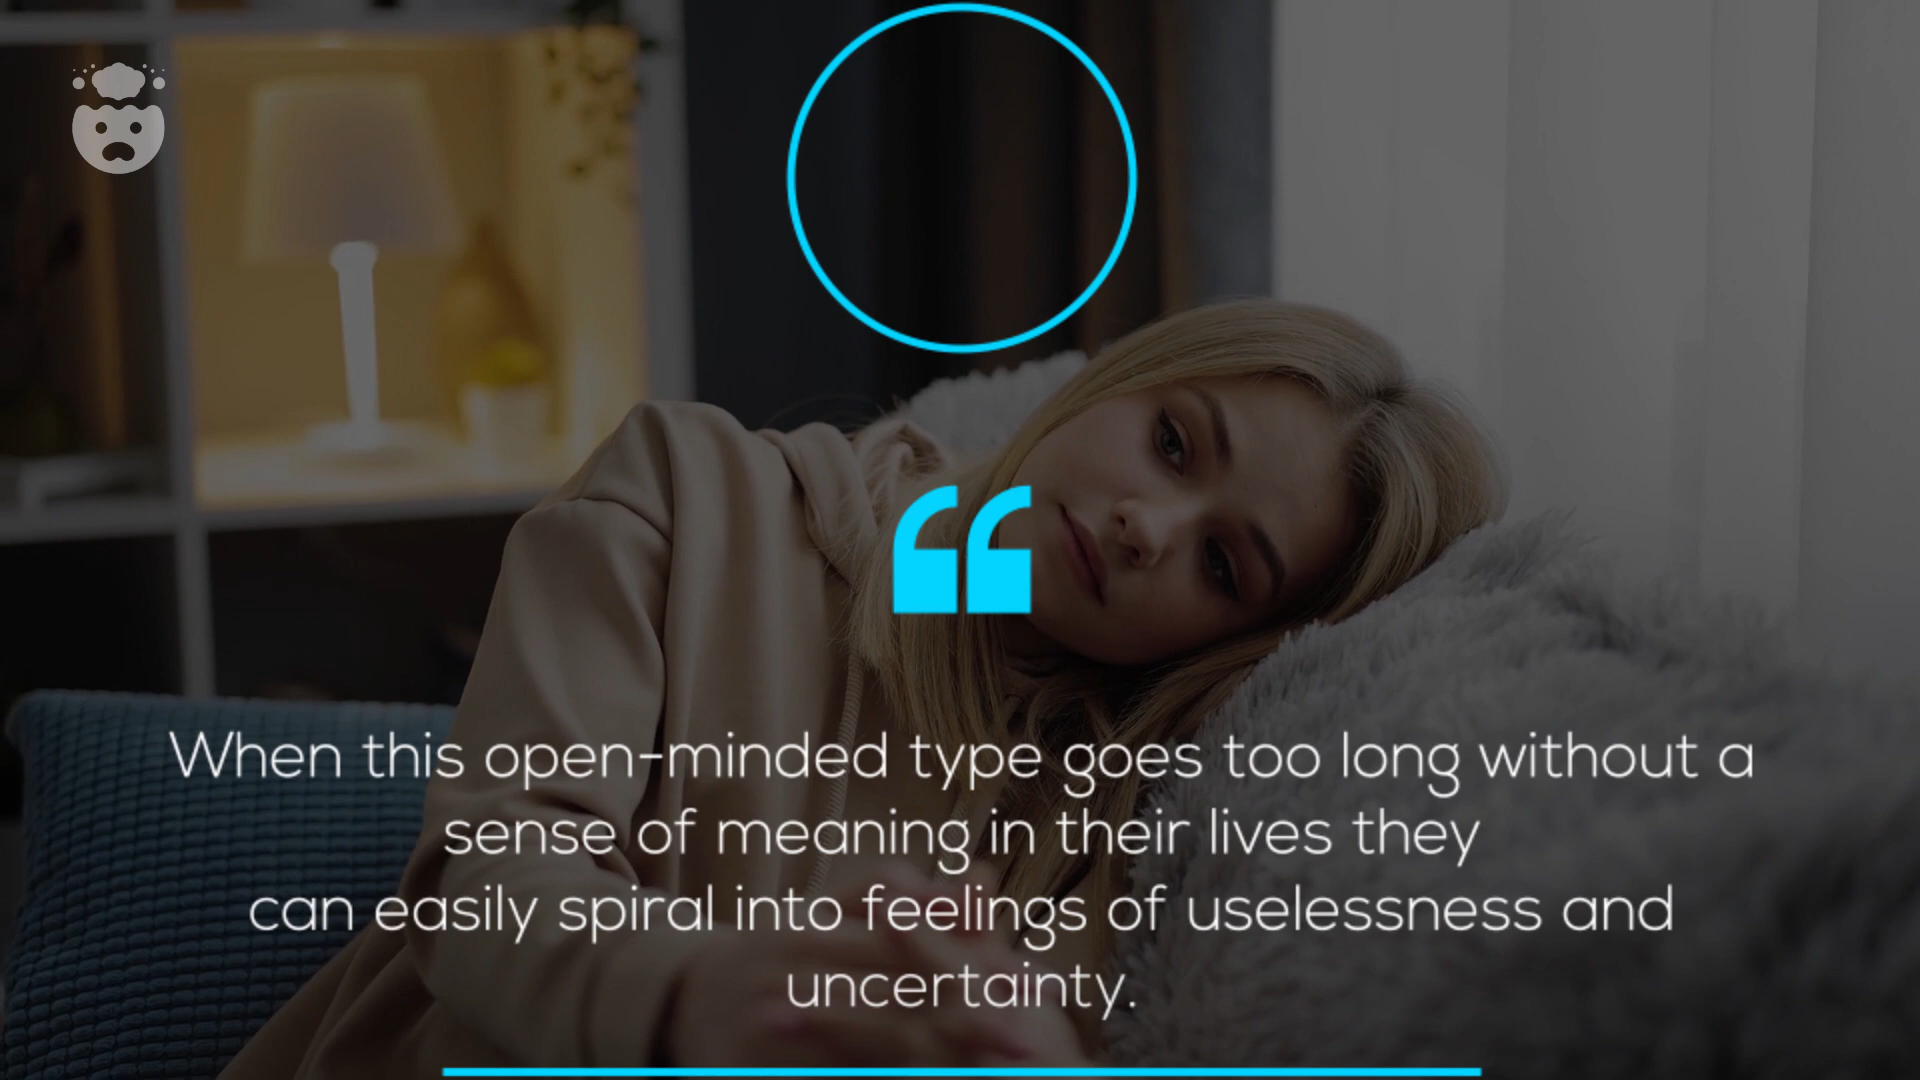 When this open-minded type goes too long without a
sense of meaning in their lives they
can easily spiral into feelings of uselessness and
uncertainty.